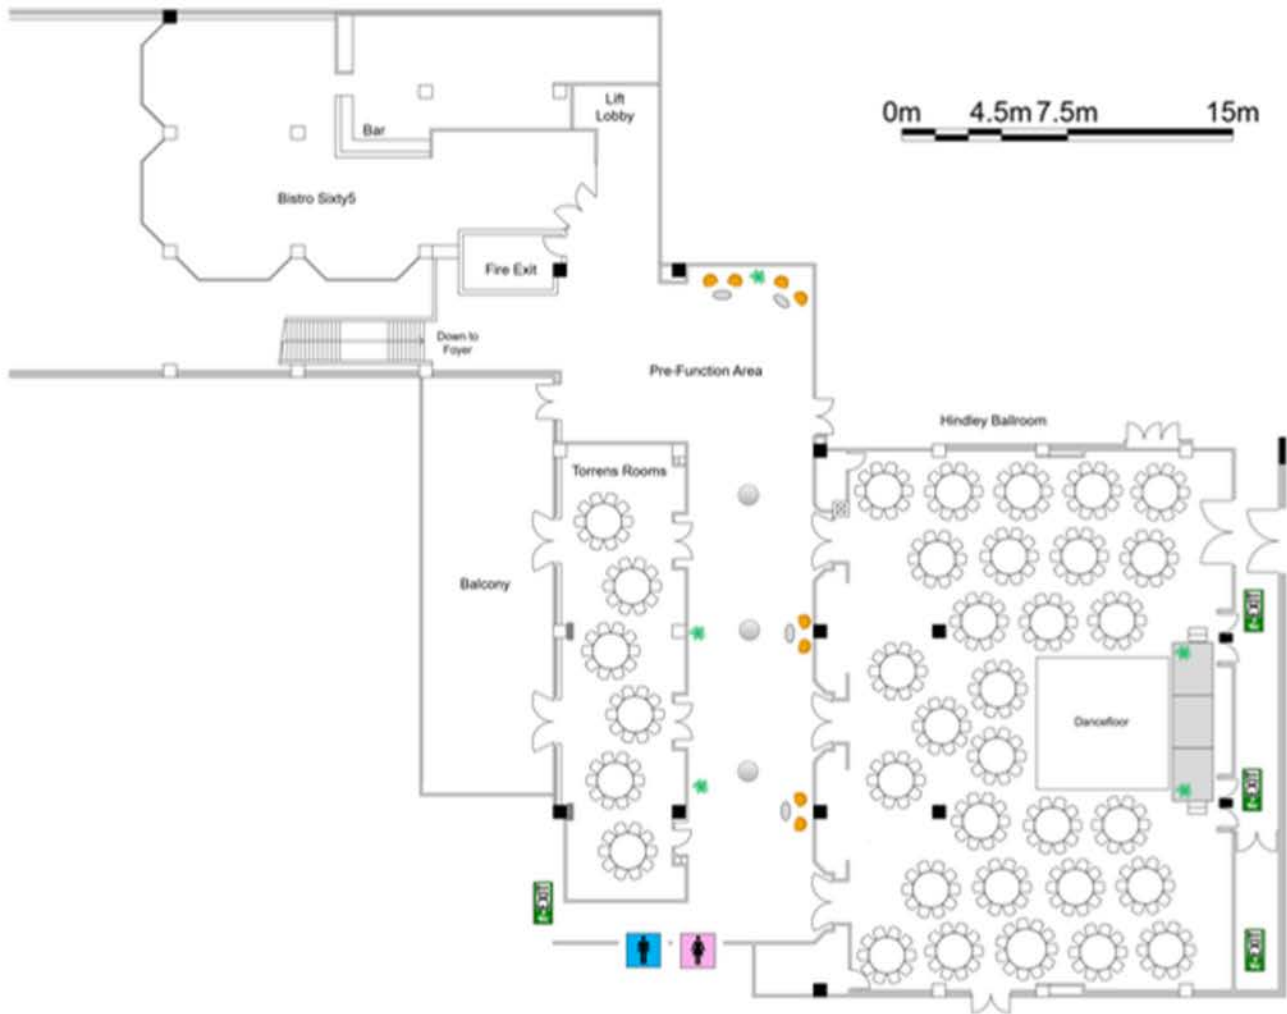 0m 4.5m 7.5m 15m
Lift
Lobby
Bar
Bistro Sixty5
Fire Exit
Down to
Foyer
Pre-Function Area
Hindley Ballroom
Torrens Rooms
Balcony
Dancefloor